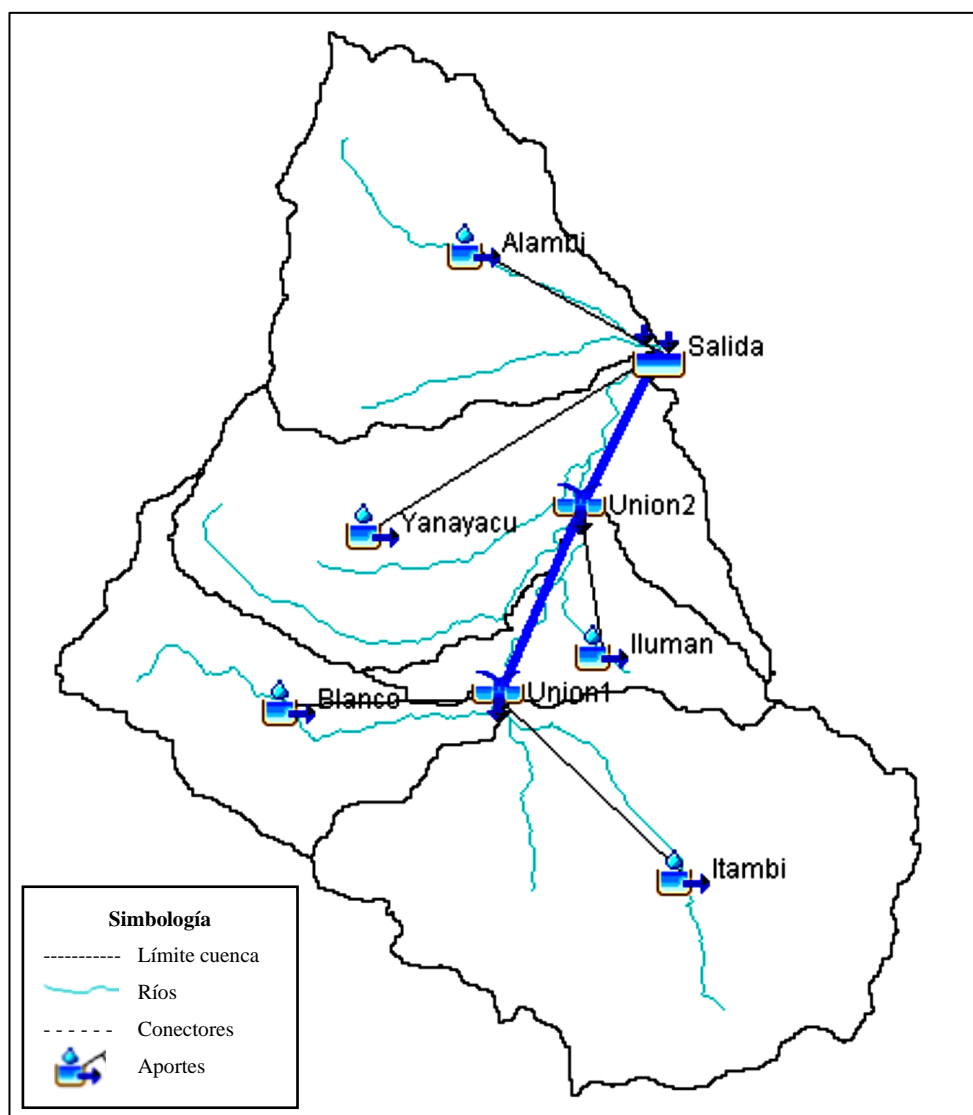 Alambi
Salida
Union2
Yanayacu
Iluman
Union1
Blanco
Itambi
Simbología
Límite cuenca
Ríos
Conectores
Aportes